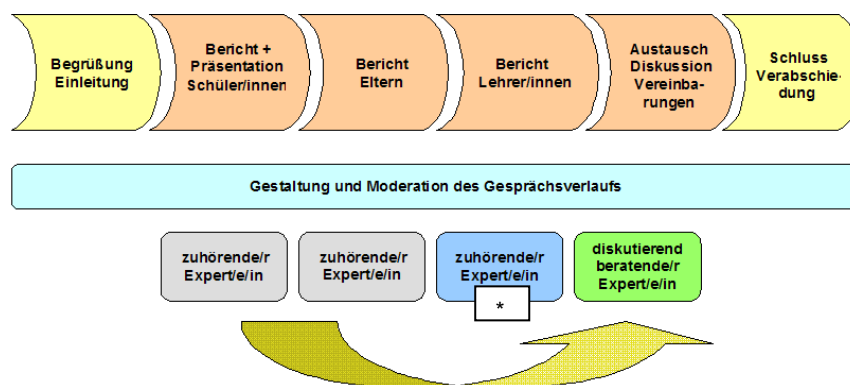 Begrüßung
Einleitung
Bericht +
Präsentation
Schüler/innen
Bericht
Eltern
Bericht
Lehrer/innen
Austausch
Diskussion
Vereinba-
rungen
Schluss
Verabschie-
dung
Gestaltung und Moderation des Gesprächsverlaufs
zuhörende/r
Expert/e/in
zuhörende/r
Expert/e/in
zuhörende/r
Expert/e/in
*
diskutierend
beratende/r
Expert/e/in